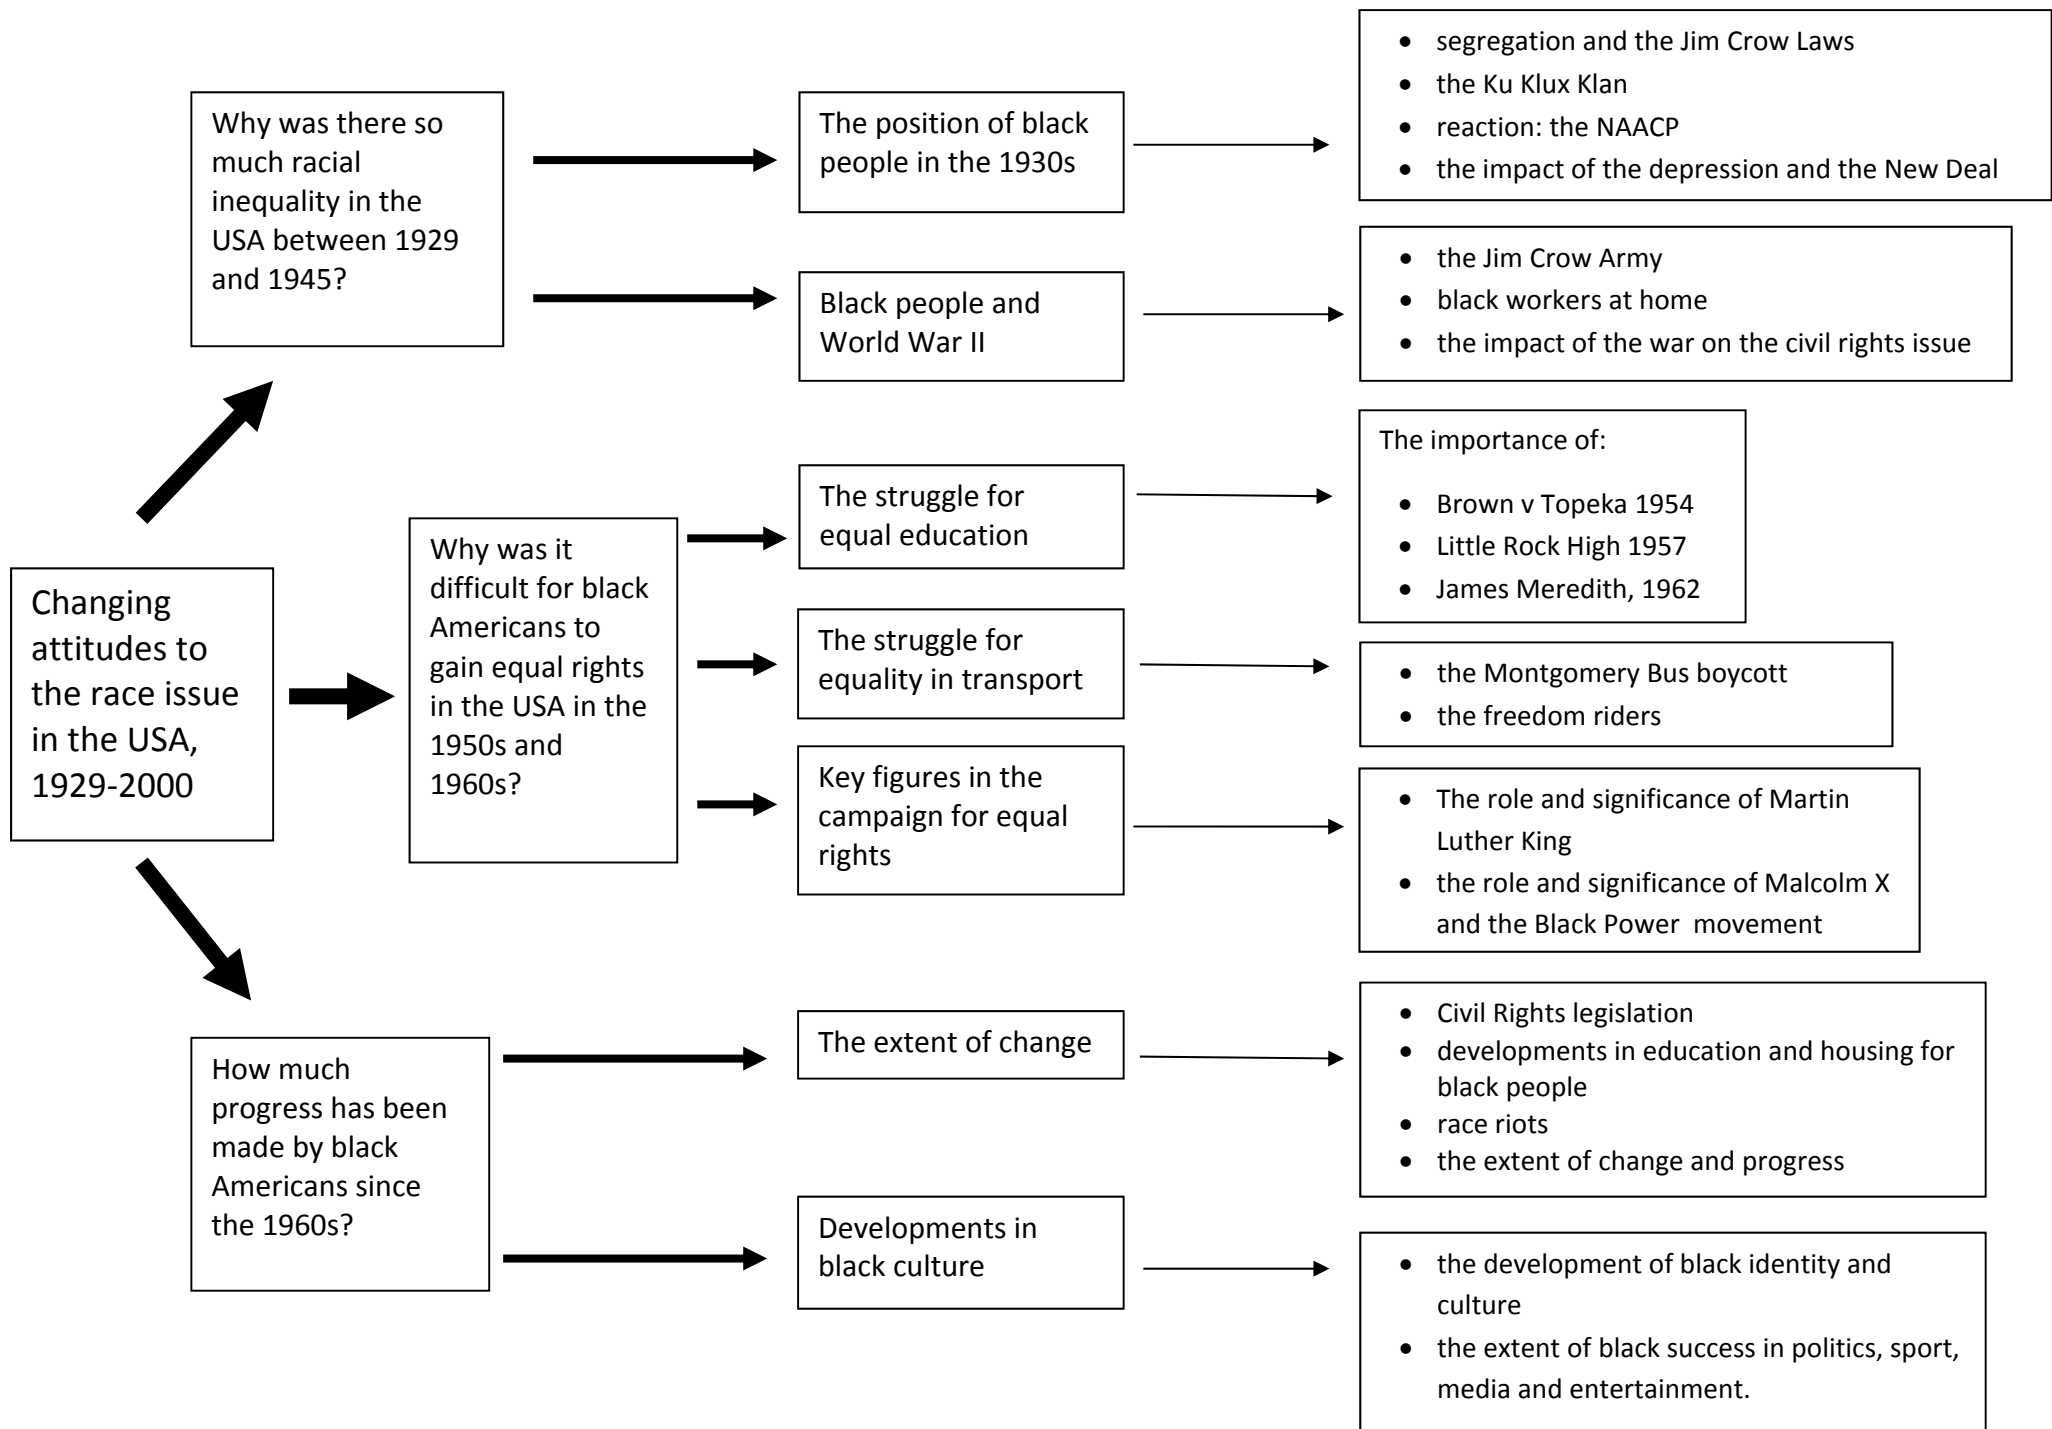 Changing
attitudes to
the race issue
in the USA,
1929-2000
Why was there so
much racial
inequality in the
USA between 1929
and 1945?
The position of black
people in the 1930s
• segregation and the Jim Crow Laws
• the Ku Klux Klan
• reaction: the NAACP
• the impact of the depression and the New Deal
Black people and
World War II
• the Jim Crow Army
• black workers at home
• the impact of the war on the civil rights issue
Why was it
difficult for black
Americans to
gain equal rights
in the USA in the
1950s and
1960s?
The struggle for
equal education
The importance of:
• Brown v Topeka 1954
• Little Rock High 1957
• James Meredith, 1962
The struggle for
equality in transport
• the Montgomery Bus boycott
• the freedom riders
Key figures in the
campaign for equal
rights
• The role and significance of Martin
Luther King
• the role and significance of Malcolm X
and the Black Power movement
How much
progress has been
made by black
Americans since
the 1960s?
The extent of change
• Civil Rights legislation
• developments in education and housing for
black people
• race riots
• the extent of change and progress
Developments in
black culture
• the development of black identity and
culture
• the extent of black success in politics, sport,
media and entertainment.